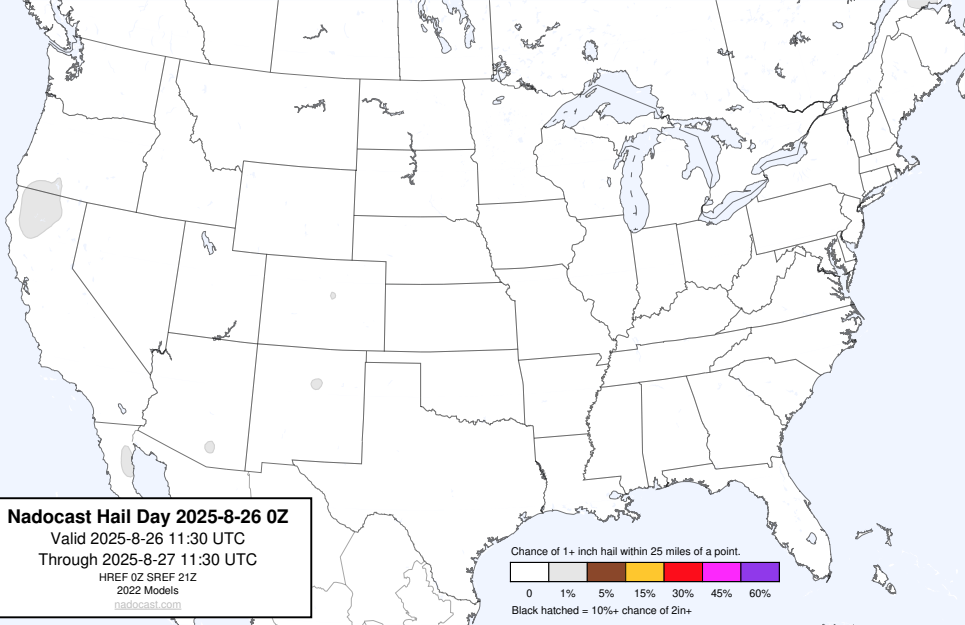 Nadocast Hail Day 2025-8-26 0Z
Valid 2025-8-26 11:30 UTC
Through 2025-8-27 11:30 UTC
HREF 0Z SREF 21Z
2022 Models
nadocast.com
Chance of 1+ inch hail within 25 miles of a point.
0 1% 5% 15% 30% 45% 60%
Black hatched = 10%+ chance of 2in+